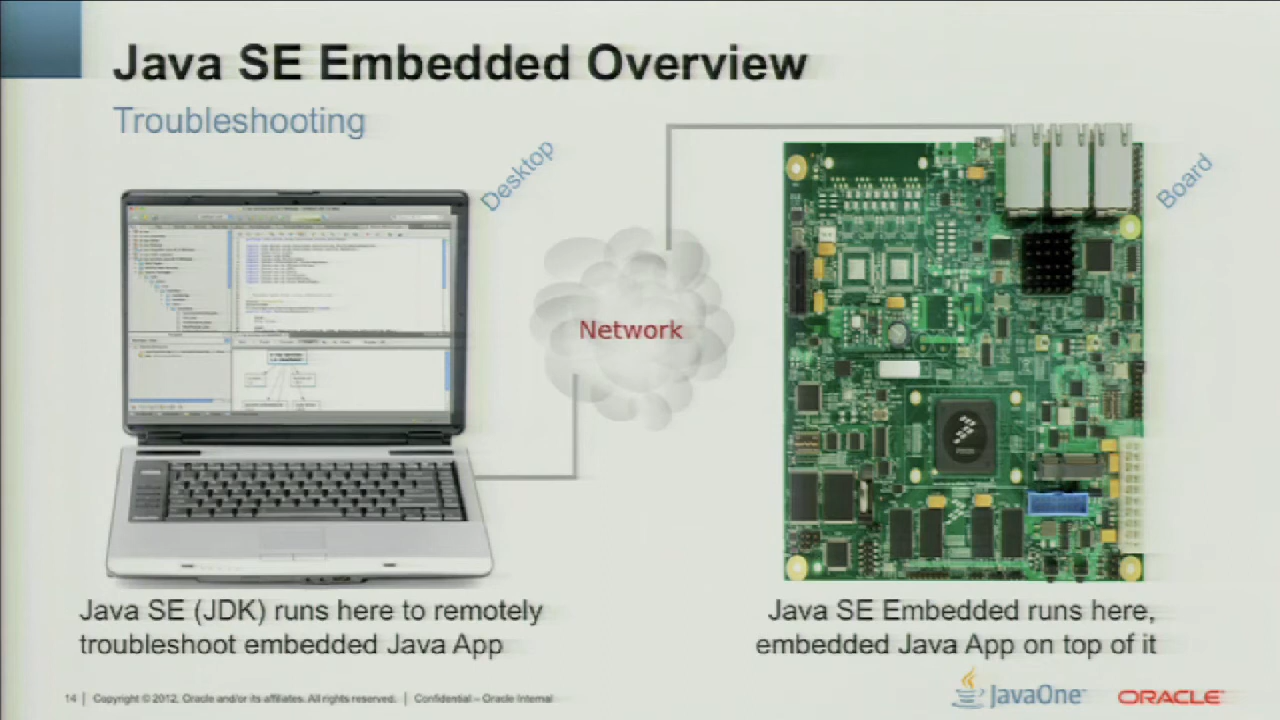 Java SE Embedded Overview
Troubleshooting
Desktop
Board
Network
Java SE (JDK) runs here to remotely
troubleshoot embedded Java App
Java SE Embedded runs here,
embedded Java App on top of it
14 | Copyright © 2012, Oracle and/or its affiliates. All rights reserved. | Confidential – Oracle Internal
JavaOne™
ORACLE®